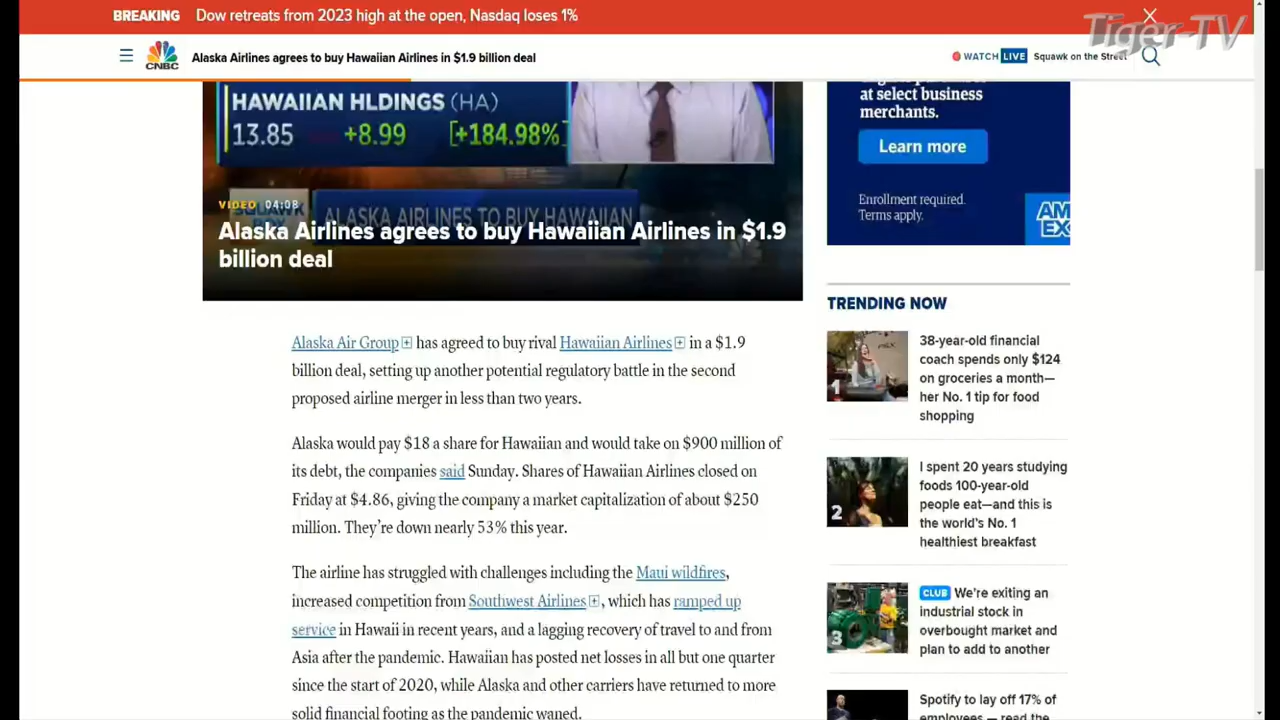 BREAKING Dow retreats from 2023 high at the open, Nasdaq loses 1%
Tiger-TV
CNBC
Alaska Airlines agrees to buy Hawaiian Airlines in $1.9 billion deal
WATCH LIVE Squawk on the Street
HAWAIIAN HLDINGS (HA)
13.85 +8.99 [+184.98%]
VIDEO 04:08
SQUAWK
ALASKA AIRLINES TO BUY HAWAIIAN
Alaska Airlines agrees to buy Hawaiian Airlines in $1.9
billion deal
Alaska Air Group has agreed to buy rival Hawaiian Airlines in a $1.9
billion deal, setting up another potential regulatory battle in the second
proposed airline merger in less than two years.
Alaska would pay $18 a share for Hawaiian and would take on $900 million of
its debt, the companies said Sunday. Shares of Hawaiian Airlines closed on
Friday at $4.86, giving the company a market capitalization of about $250
million. They’re down nearly 53% this year.
The airline has struggled with challenges including the Maui wildfires,
increased competition from Southwest Airlines, which has ramped up
service in Hawaii in recent years, and a lagging recovery of travel to and from
Asia after the pandemic. Hawaiian has posted net losses in all but one quarter
since the start of 2020, while Alaska and other carriers have returned to more
solid financial footing as the pandemic waned.
at select business
merchants.
Learn more
Enrollment required.
Terms apply.
AM
EX
TRENDING NOW
1
38-year-old financial
coach spends only $124
on groceries a month—
her No. 1 tip for food
shopping
2
I spent 20 years studying
foods 100-year-old
people eat—and this is
the world’s No. 1
healthiest breakfast
3
CLUB We’re exiting an
industrial stock in
overbought market and
plan to add to another
Spotify to lay off 17% of
employees — read the